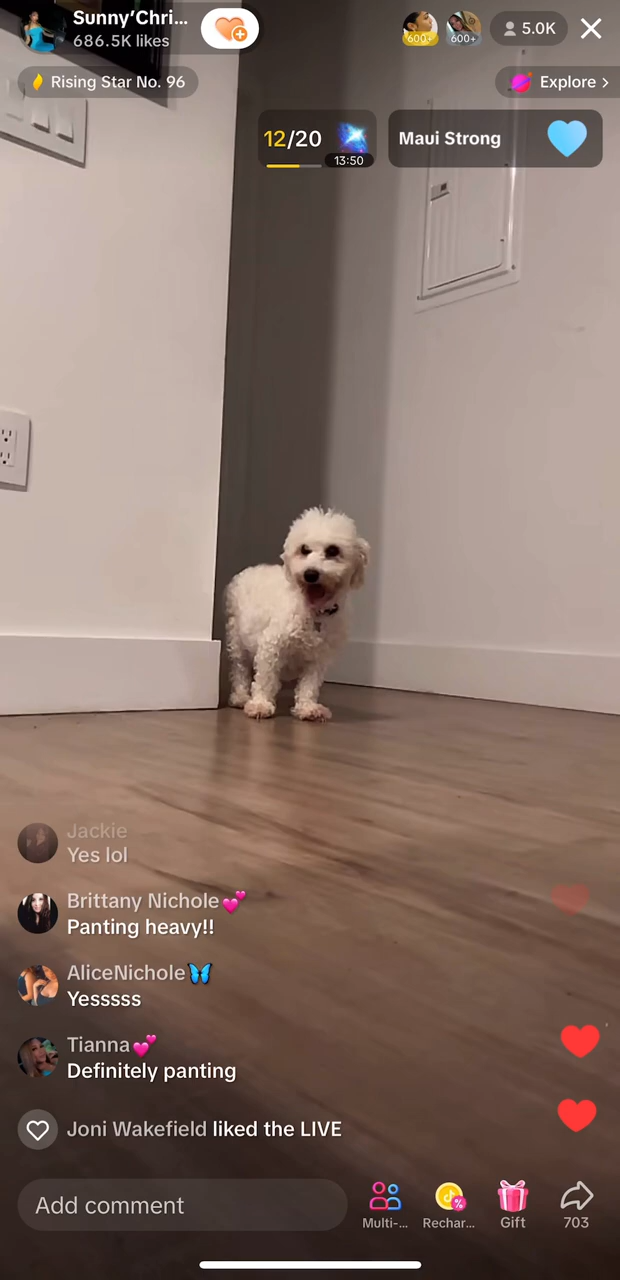 Sunny’Chri...
686.5K likes
600+
600+
5.0K
Rising Star No. 96
Explore >
12/20
13:50
Maui Strong
Jackie
Yes lol
Brittany Nichole💕
Panting heavy!!
AliceNichole🦋
Yesssss
Tianna💕
Definitely panting
Joni Wakefield liked the LIVE
Add comment
Multi-...
Rechar...
Gift
703